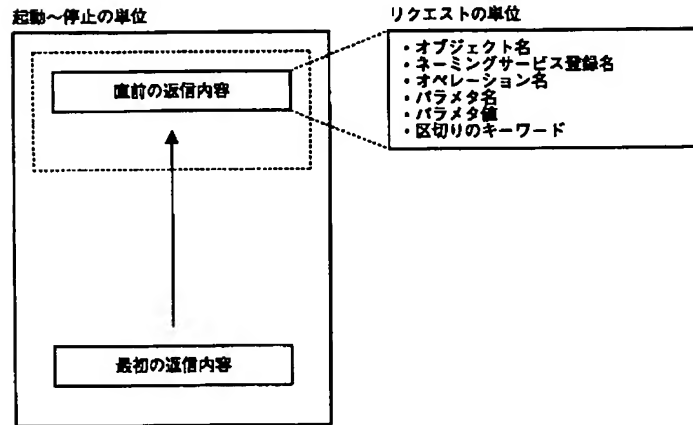 起動～停止の単位
リクエストの単位
直前の返信内容
・オブジェクト名
・ネーミングサービス登録名
・オペレーション名
・パラメタ名
・パラメタ値
・区切りのキーワード
最初の返信内容